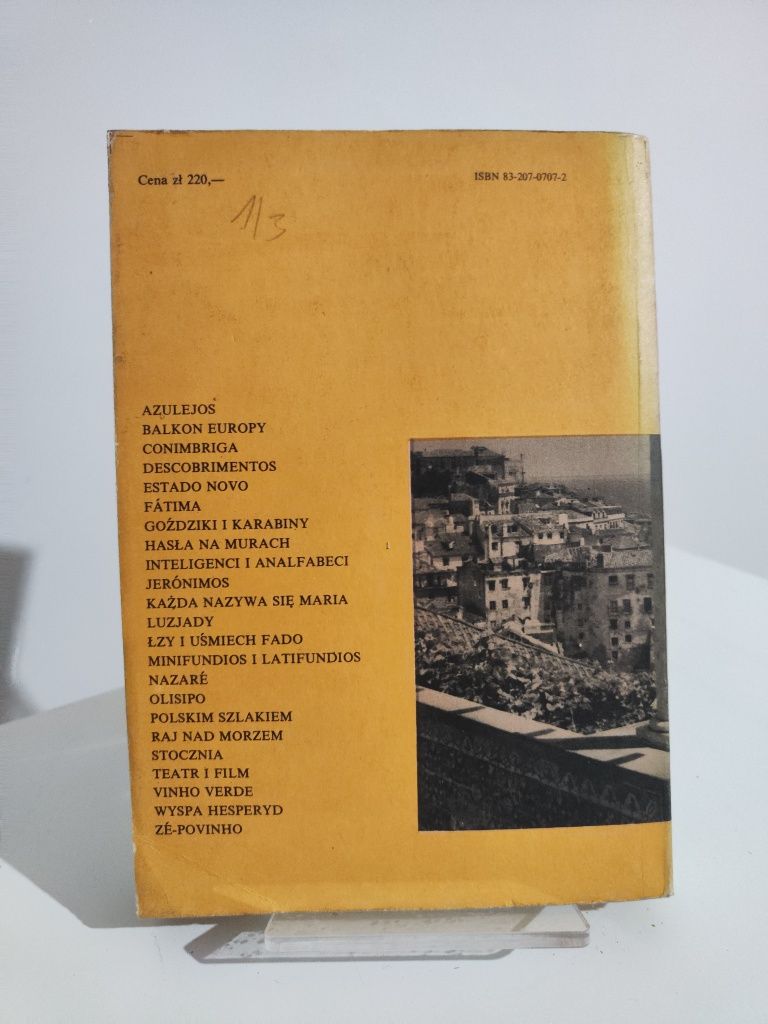 Cena zł 220,—
ISBN 83-207-0707-2
1/3
AZULEJOS
BALKON EUROPY
CONIMBRIGA
DESCOBRIMENTOS
ESTADO NOVO
FÁTIMA
GOŹDZIKI I KARABINY
HASŁA NA MURACH
INTELIGENCI I ANALFABECI
JERÓNIMOS
KAŻDA NAZYWA SIĘ MARIA
LUZJADY
ŁZY I UŚMIECH FADO
MINIFUNDIOS I LATIFUNDIOS
NAZARÉ
OLISIPO
POLSKIM SZLAKIEM
RAJ NAD MORZEM
STOCZNIA
TEATR I FILM
VINHO VERDE
WYSPA HESPERYD
ZÉ-POVINHO